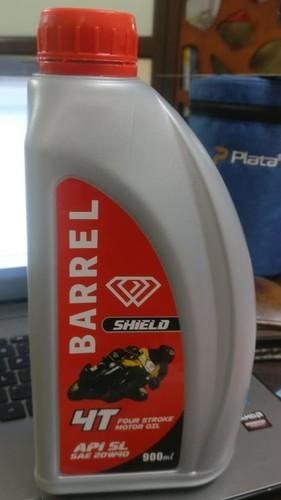 BARREL
SHIELD
4T FOUR STROKE
MOTOR OIL
API SL
SAE 20W40
900ml
Plata